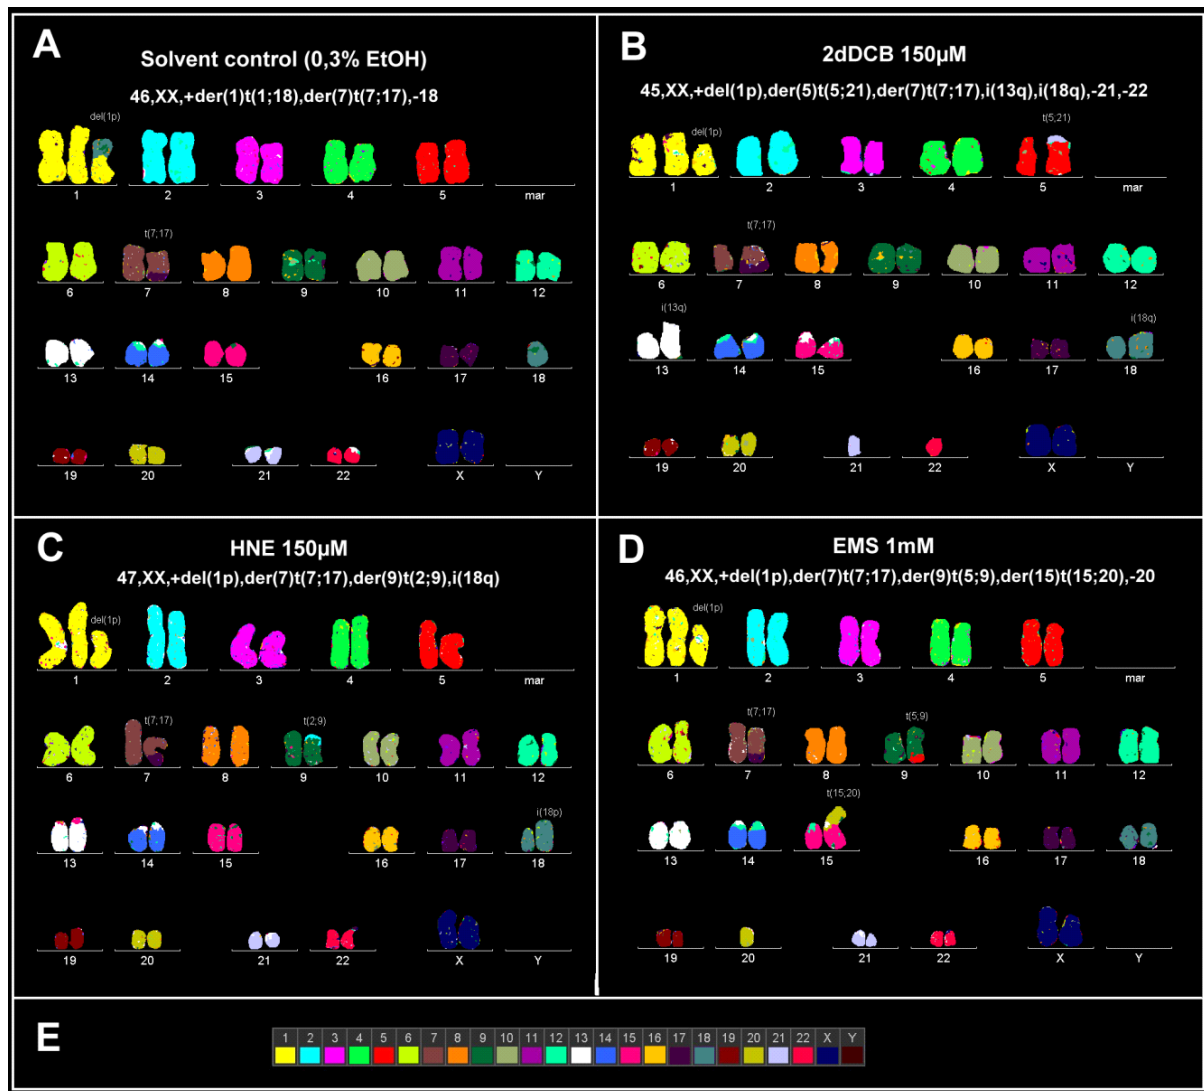 A
Solvent control (0,3% EtOH)
46,XX,+der(1)t(1;18),der(7)t(7;17),-18
del(1p)
1 2 3 4 5 mar
t(7;17)
6 7 8 9 10 11 12
13 14 15 16 17 18
19 20 21 22 X Y
B
2dDCB 150µM
45,XX,+del(1p),der(5)t(5;21),der(7)t(7;17),i(13q),i(18q),-21,-22
del(1p) t(5;21)
1 2 3 4 5 mar
t(7;17)
6 7 8 9 10 11 12
i(13q) i(18q)
13 14 15 16 17 18
19 20 21 22 X Y
C
HNE 150µM
47,XX,+del(1p),der(7)t(7;17),der(9)t(2;9),i(18q)
del(1p)
1 2 3 4 5 mar
t(7;17) t(2;9)
6 7 8 9 10 11 12
i(18p)
13 14 15 16 17 18
19 20 21 22 X Y
D
EMS 1mM
46,XX,+del(1p),der(7)t(7;17),der(9)t(5;9),der(15)t(15;20),-20
del(1p)
1 2 3 4 5 mar
t(7;17) t(5;9)
6 7 8 9 10 11 12
t(15;20)
13 14 15 16 17 18
19 20 21 22 X Y
E
1 2 3 4 5 6 7 8 9 10 11 12 13 14 15 16 17 18 19 20 21 22 X Y